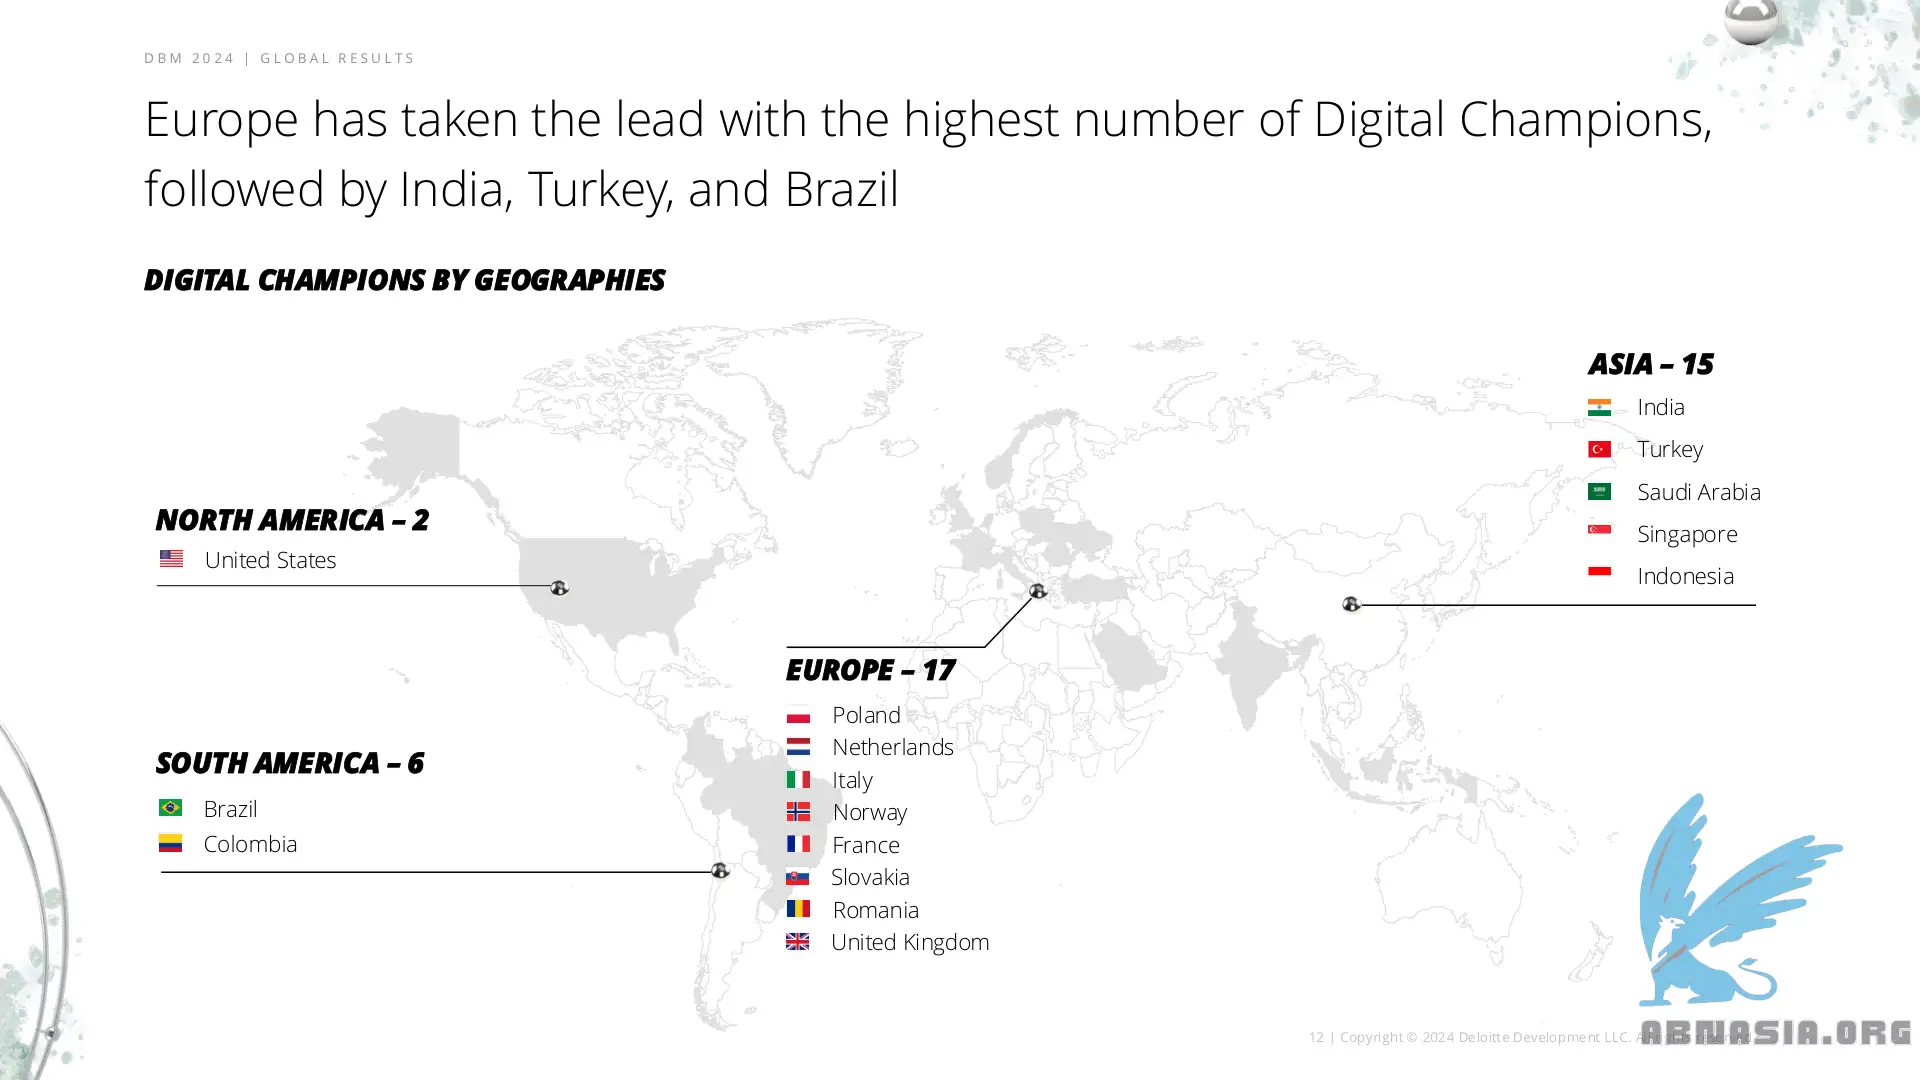 DBM 2024 | GLOBAL RESULTS
Europe has taken the lead with the highest number of Digital Champions,
followed by India, Turkey, and Brazil
DIGITAL CHAMPIONS BY GEOGRAPHIES
ASIA – 15
India
Turkey
Saudi Arabia
Singapore
Indonesia
NORTH AMERICA – 2
United States
EUROPE – 17
Poland
Netherlands
Italy
Norway
France
Slovakia
Romania
United Kingdom
SOUTH AMERICA – 6
Brazil
Colombia
12 | Copyright © 2024 Deloitte Development LLC. All rights reserved.
ARMASIA.ORG